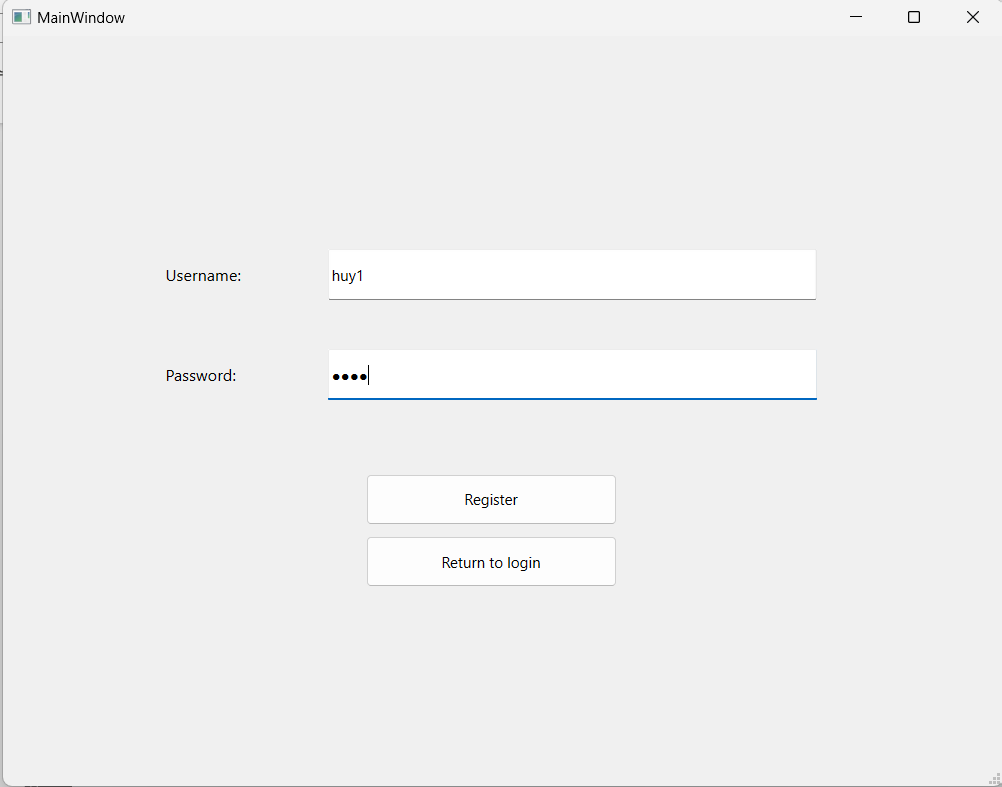 MainWindow
Username:
huy1
Password:
●●●●
Register
Return to login